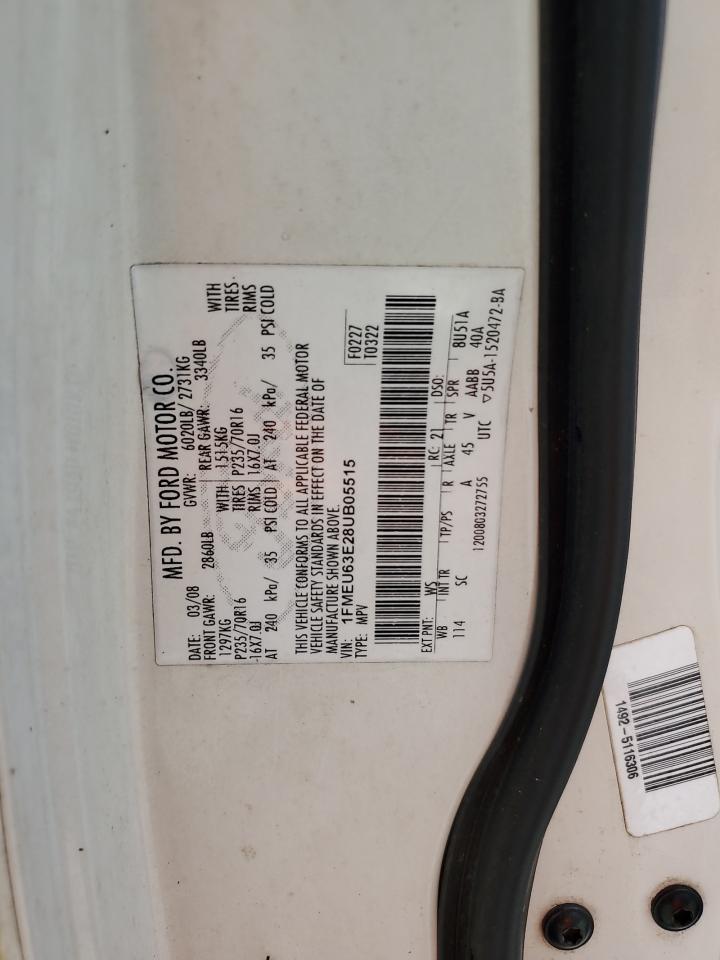 MFD. BY FORD MOTOR CO.
DATE: 03/08 GVWR: 6020LB/ 2731KG
FRONT GAWR: 2860LB REAR GAWR: 3340LB
1297KG WITH 1515KG WITH
P235/70R16 TIRES P235/70R16 TIRES
16X7.0J RIMS 16X7.0J RIMS
AT 240 kPa/ 35 PSI COLD AT 240 kPa/ 35 PSI COLD
THIS VEHICLE CONFORMS TO ALL APPLICABLE FEDERAL MOTOR
VEHICLE SAFETY STANDARDS IN EFFECT ON THE DATE OF
MANUFACTURE SHOWN ABOVE.
VIN: 1FMEU63E28UB05515 F0227
TYPE: MPV T0322
EXT PNT: WS RC: 21 DSO:
WB INT TR TP/PS R AXLE TR SPR 8U51A
114 SC A 45 V AABB 40A
1200803272755 UTC ▽5U5A-1520472-BA
1492-5116306